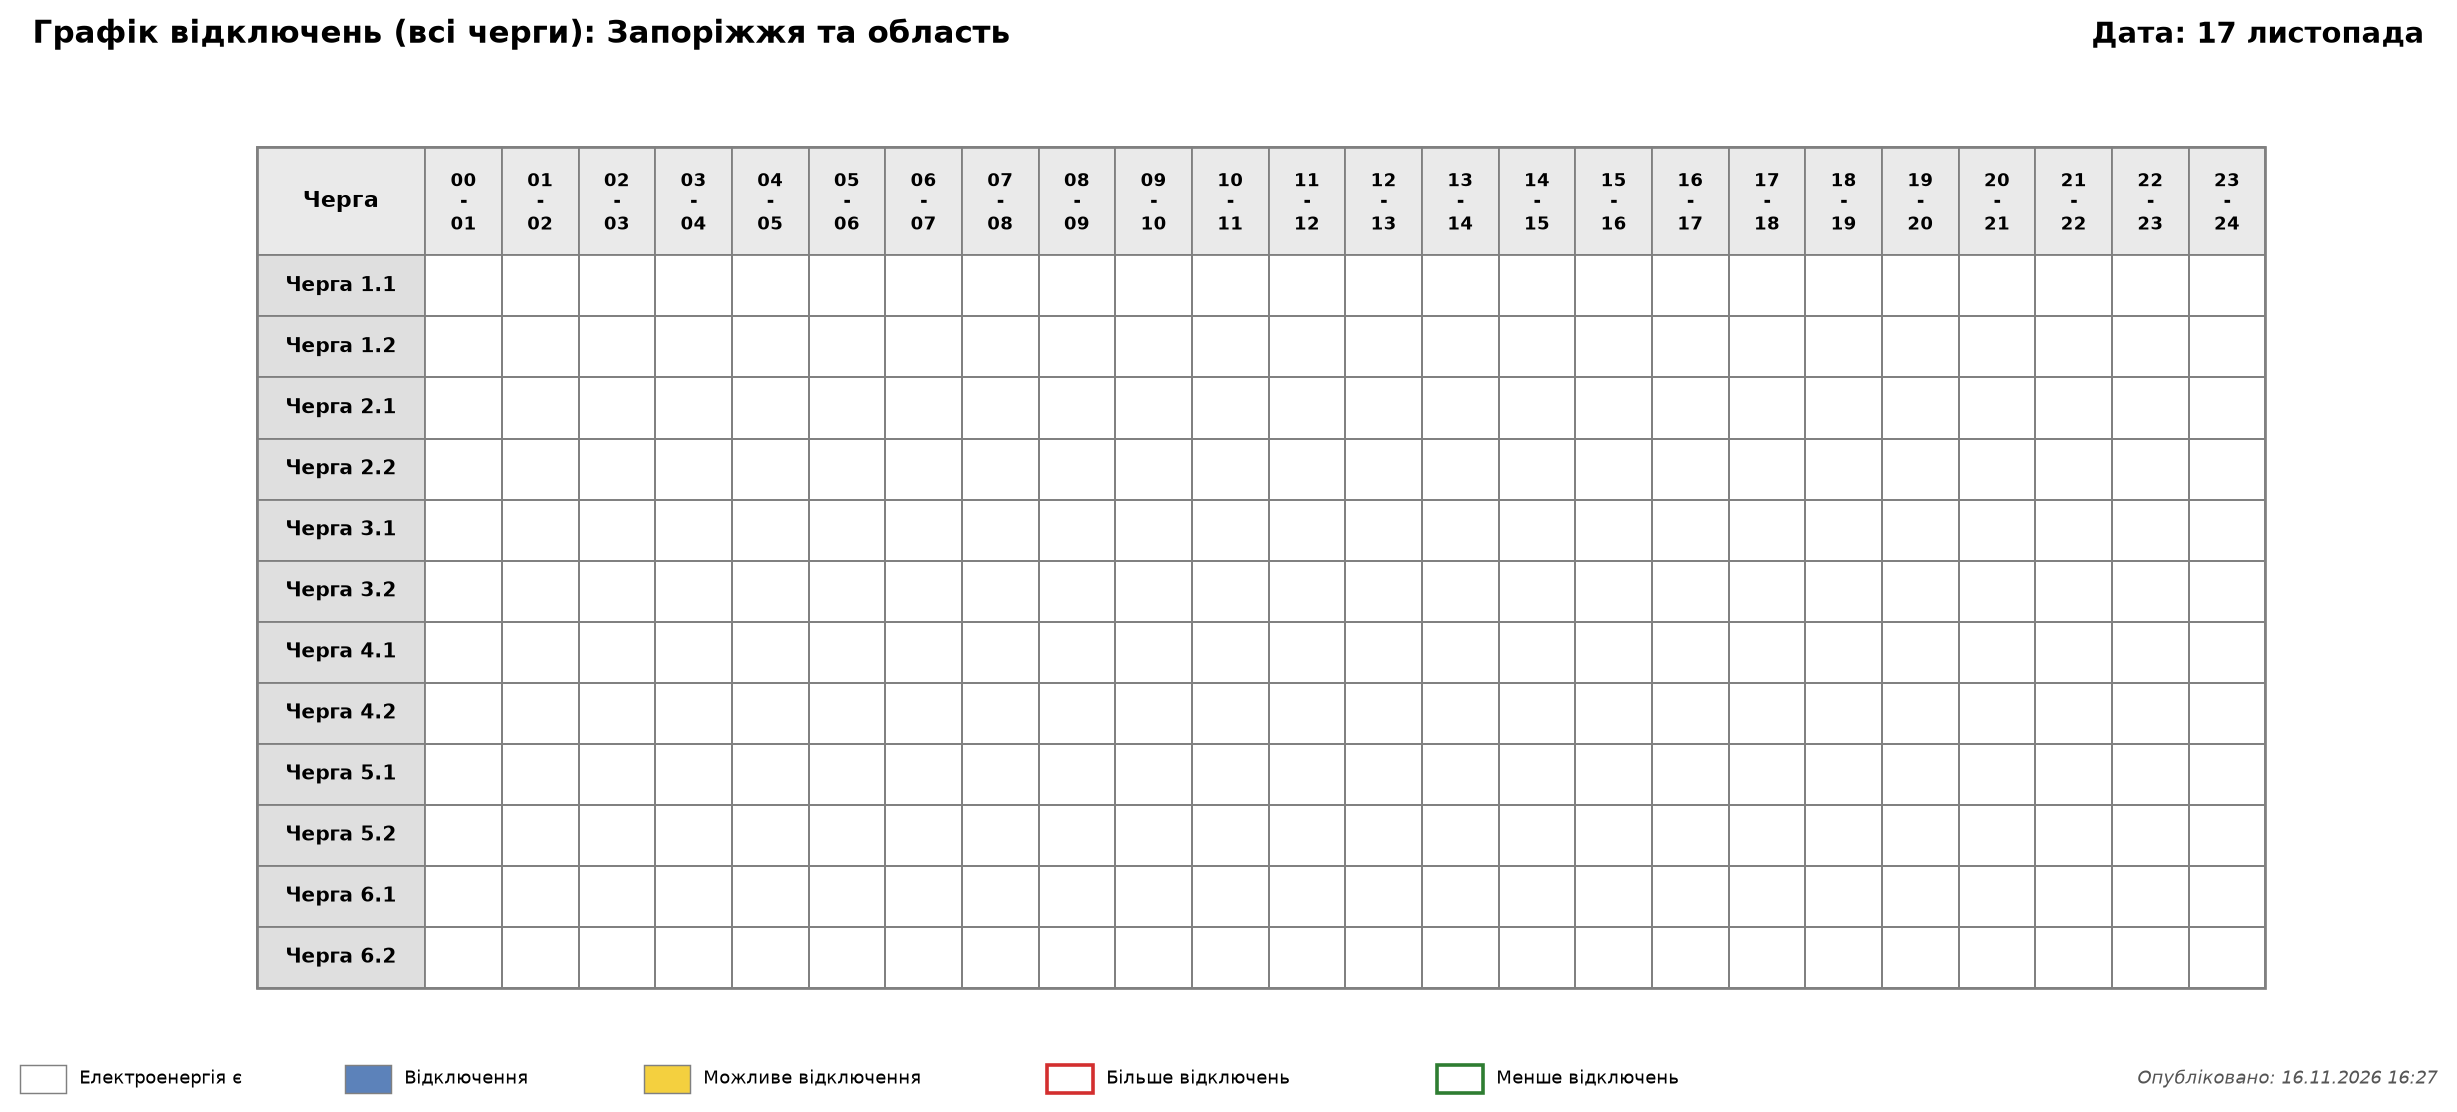 Графік відключень (всі черги): Запоріжжя та область
Дата: 17 листопада
Черга 00 - 01 01 - 02 02 - 03 03 - 04 04 - 05 05 - 06 06 - 07 07 - 08 08 - 09 09 - 10 10 - 11 11 - 12 12 - 13 13 - 14 14 - 15 15 - 16 16 - 17 17 - 18 18 - 19 19 - 20 20 - 21 21 - 22 22 - 23 23 - 24
Черга 1.1
Черга 1.2
Черга 2.1
Черга 2.2
Черга 3.1
Черга 3.2
Черга 4.1
Черга 4.2
Черга 5.1
Черга 5.2
Черга 6.1
Черга 6.2
Електроенергія є
Відключення
Можливе відключення
Більше відключень
Менше відключень
Опубліковано: 16.11.2026 16:27